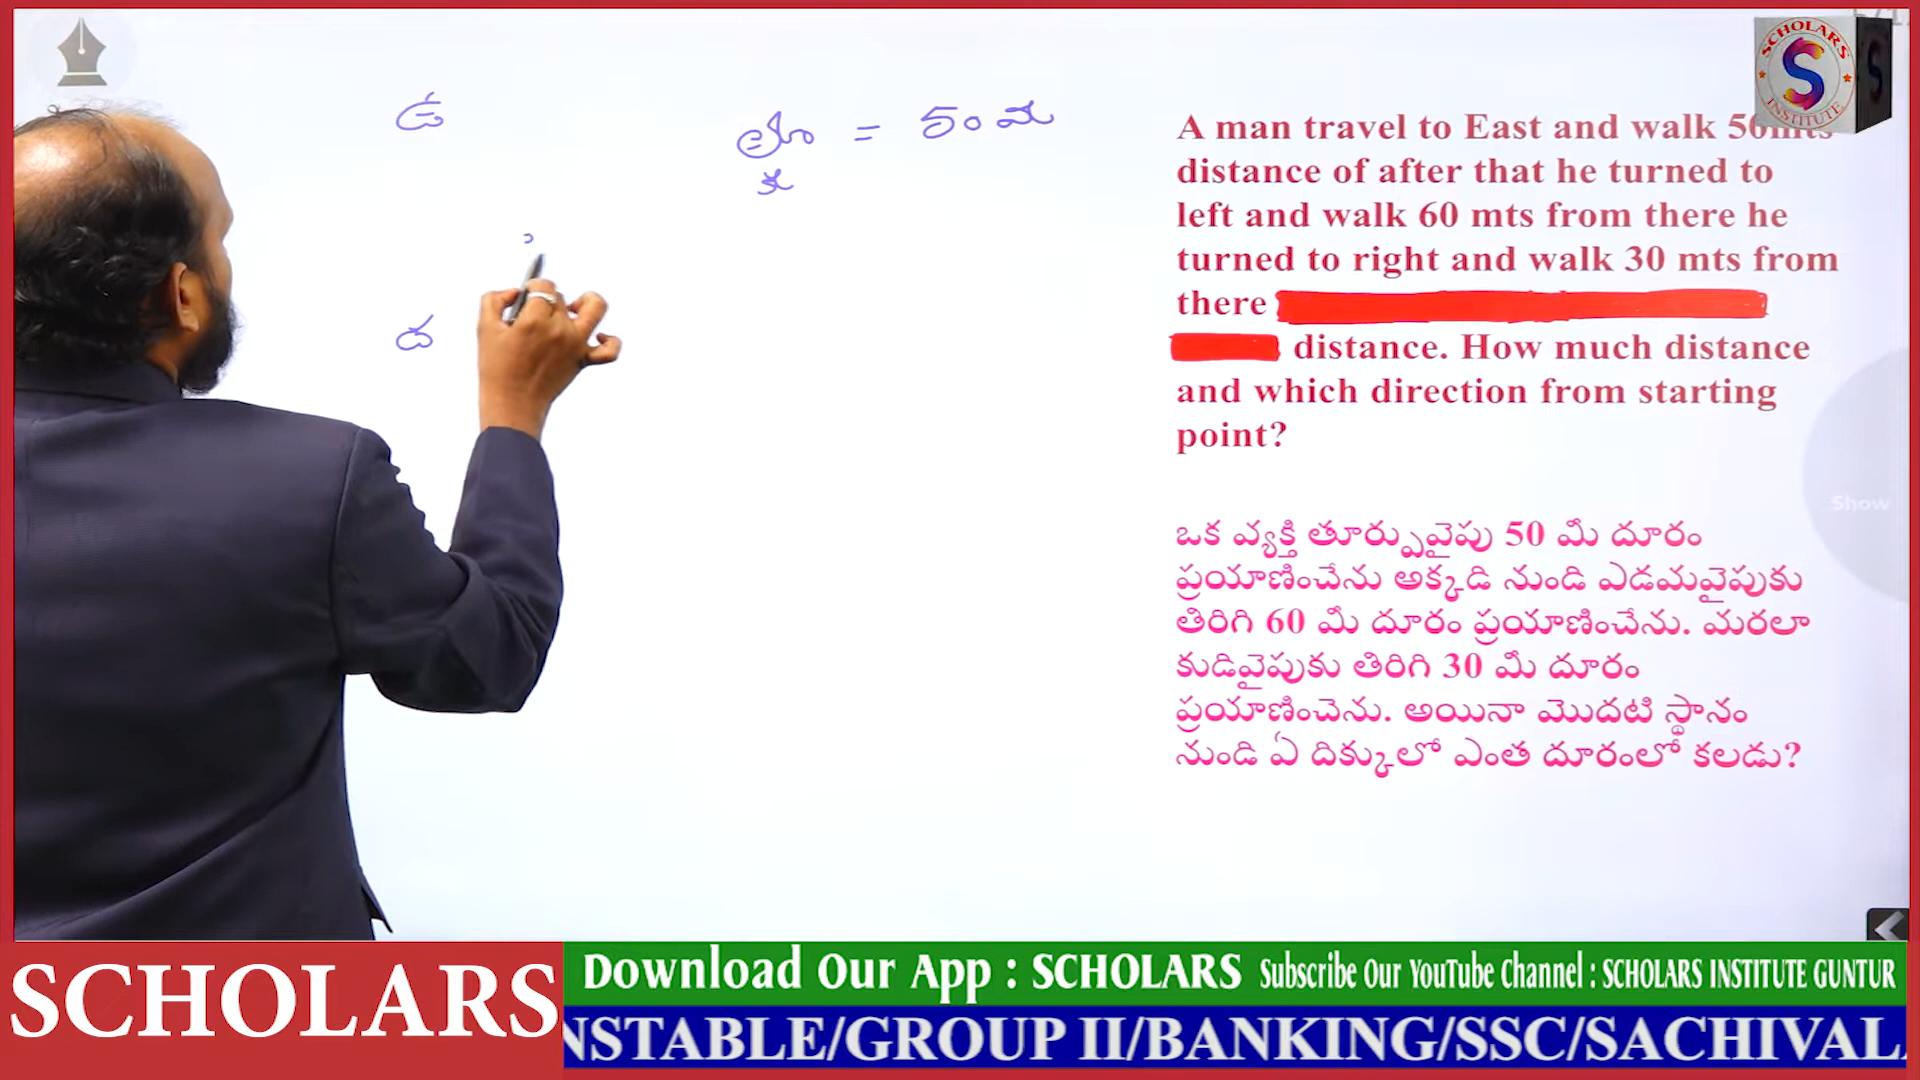 ఉ
తూ = 50 మీ
ద
SCHOLARS
S
INSTITUTE
A man travel to East and walk 50mts
distance of after that he turned to
left and walk 60 mts from there he
turned to right and walk 30 mts from
there
distance. How much distance
and which direction from starting
point?
Show
ఒక వ్యక్తి తూర్పువైపు 50 మీ దూరం
ప్రయాణించేను అక్కడి నుండి ఎడమవైపుకు
తిరిగి 60 మీ దూరం ప్రయాణించేను. మరలా
కుడివైపుకు తిరిగి 30 మీ దూరం
ప్రయాణించెను. అయినా మొదటి స్థానం
నుండి ఏ దిక్కులో ఎంత దూరంలో కలడు?
SCHOLARS
Download Our App : SCHOLARS Subscribe Our YouTube Channel : SCHOLARS INSTITUTE GUNTUR
NSTABLE/GROUP II/BANKING/SSC/SACHIVAL